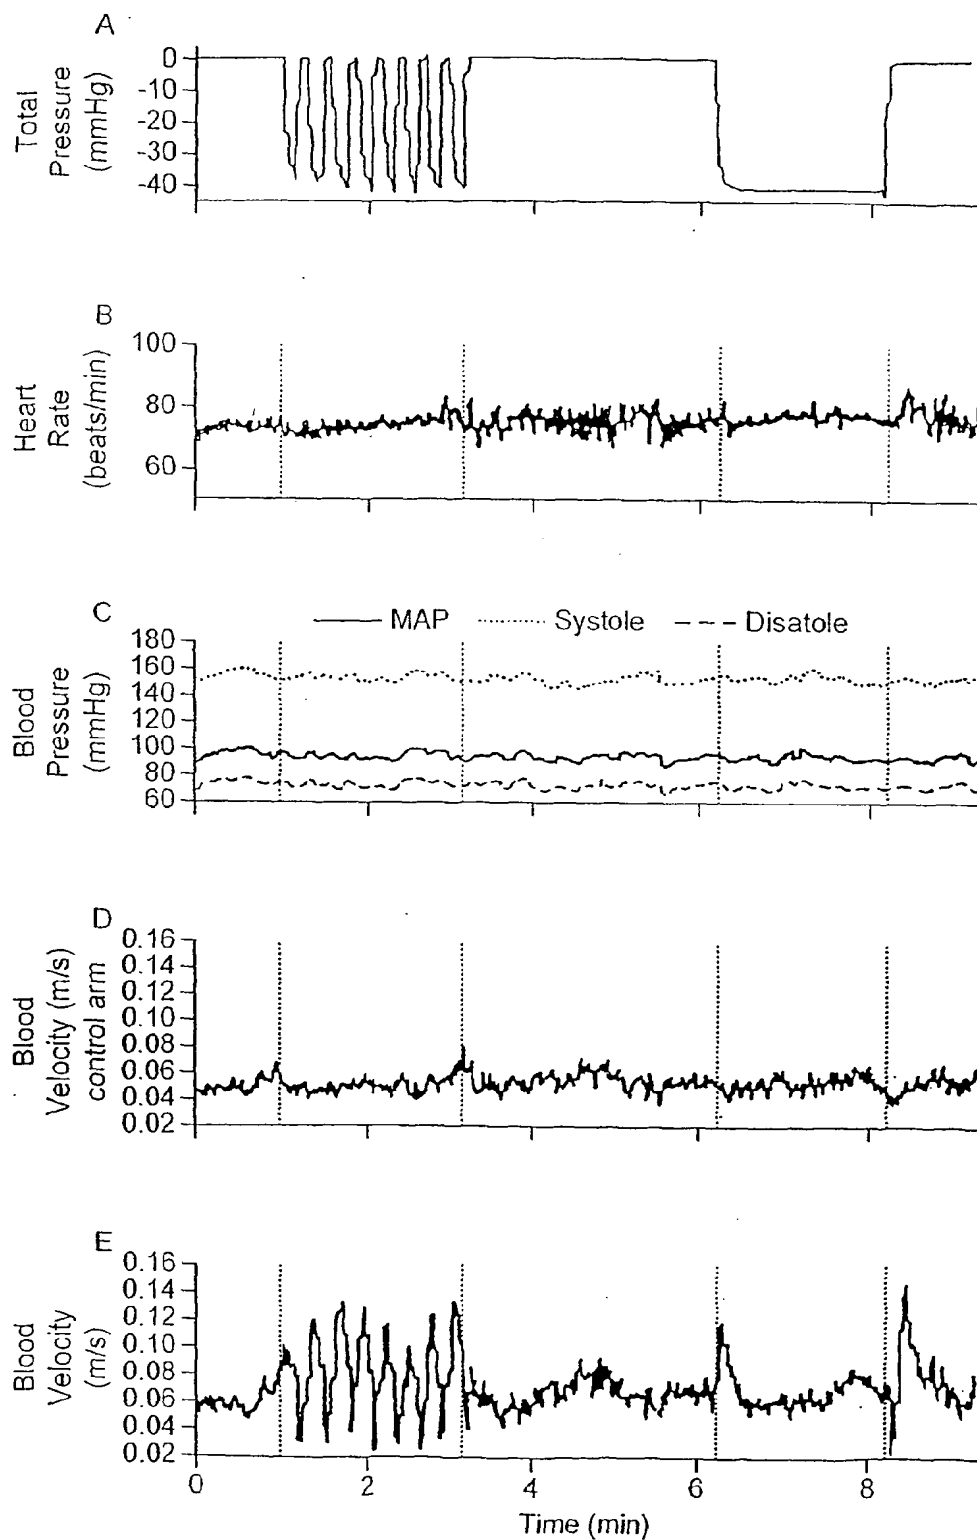 A
Total
Pressure
(mmHg)
0
-10
-20
-30
-40
B
Heart
Rate
(beats/min)
100
80
60
C
MAP Systole Disatole
Blood
Pressure
(mmHg)
180
160
140
120
100
80
60
D
Blood
Velocity (m/s)
control arm
0.16
0.14
0.12
0.10
0.08
0.06
0.04
0.02
E
Blood
Velocity
(m/s)
0.16
0.14
0.12
0.10
0.08
0.06
0.04
0.02
0 2 4 6 8
Time (min)